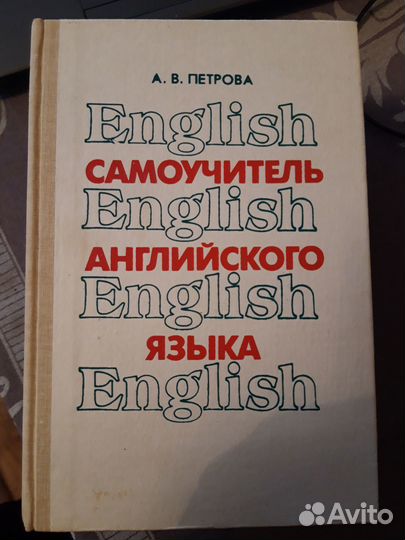 А. В. ПЕТРОВА
English
САМОУЧИТЕЛЬ
English
АНГЛИЙСКОГО
English
ЯЗЫКА
English
Avito